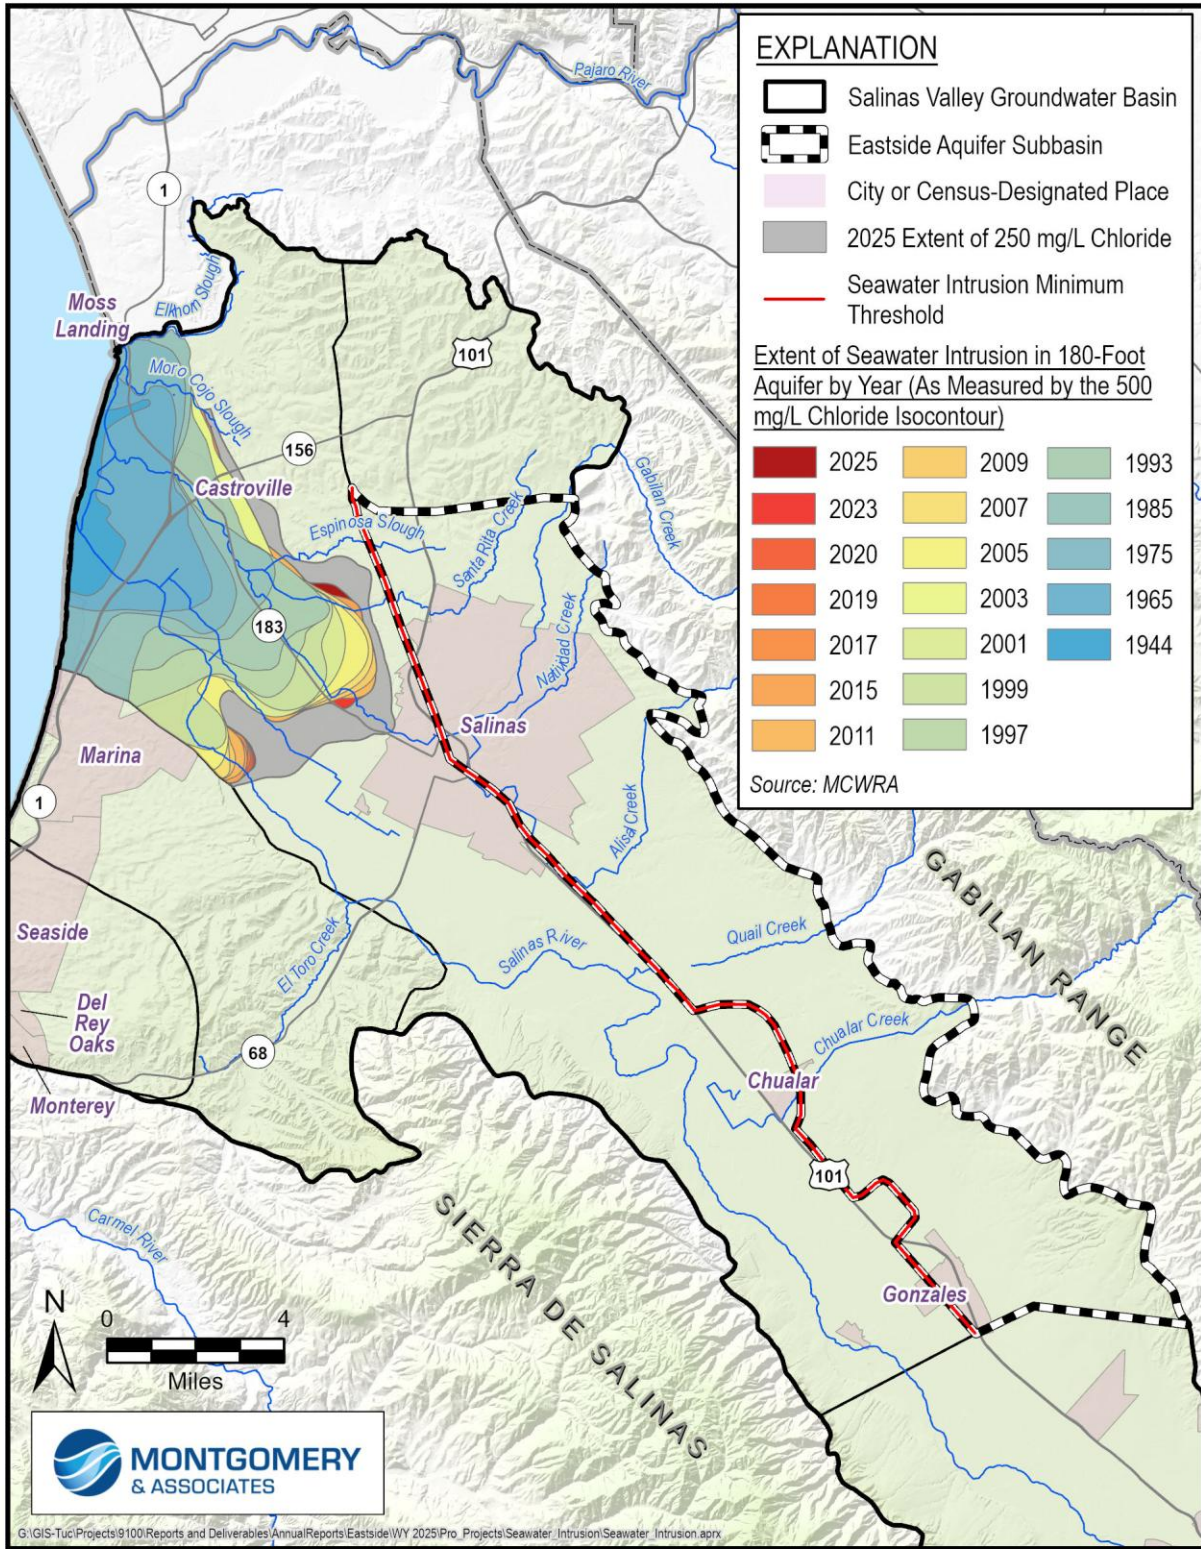 EXPLANATION
Salinas Valley Groundwater Basin
Eastside Aquifer Subbasin
City or Census-Designated Place
2025 Extent of 250 mg/L Chloride
Seawater Intrusion Minimum
Threshold
Extent of Seawater Intrusion in 180-Foot
Aquifer by Year (As Measured by the 500
mg/L Chloride Isocontour)
2025
2023
2020
2019
2017
2015
2011
2009
2007
2005
2003
2001
1999
1997
1993
1985
1975
1965
1944
Source: MCWRA
Pajaro River
1
Elkhorn Slough
Moss
Landing
101
Moro Cojo Slough
156
Castroville
Gabilan Creek
Santa Rita Creek
Espinosa Slough
Natividad Creek
183
Salinas
Marina
1
Alisal Creek
GABILAN RANGE
Seaside
Quail Creek
Salinas River
El Toro Creek
Del
Rey
Oaks
Chualar Creek
68
Chualar
Monterey
101
SIERRA DE SALINAS
Carmel River
Gonzales
N
0
4
Miles
MONTGOMERY
& ASSOCIATES
G:\GIS-Tuc\Projects\9100\Reports and Deliverables\AnnualReports\Eastside\WY 2025\Pro_Projects\Seawater_Intrusion\Seawater_Intrusion.aprx